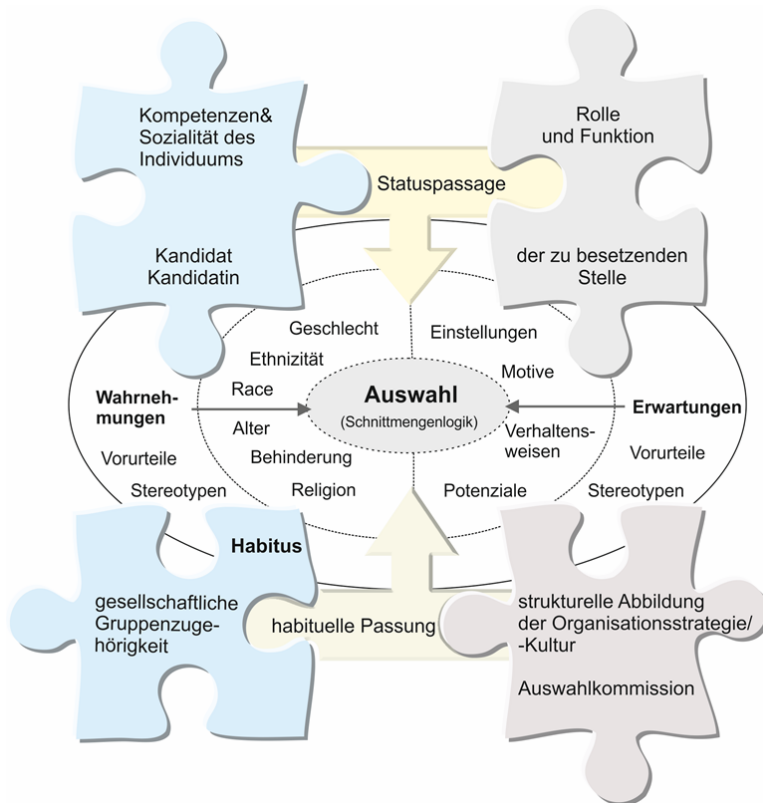 Kompetenzen&
Sozialität des
Individuums
Kandidat
Kandidatin
Statuspassage
Rolle
und Funktion
der zu besetzenden
Stelle
Geschlecht
Ethnizität
Race
Alter
Behinderung
Religion
Einstellungen
Motive
Verhaltens-
weisen
Potenziale
Auswahl
(Schnittmengenlogik)
Wahrneh-
mungen
Vorurteile
Stereotypen
Erwartungen
Vorurteile
Stereotypen
Habitus
gesellschaftliche
Gruppenzuge-
hörigkeit
habituelle Passung
strukturelle Abbildung
der Organisationsstrategie/
-Kultur
Auswahlkommission